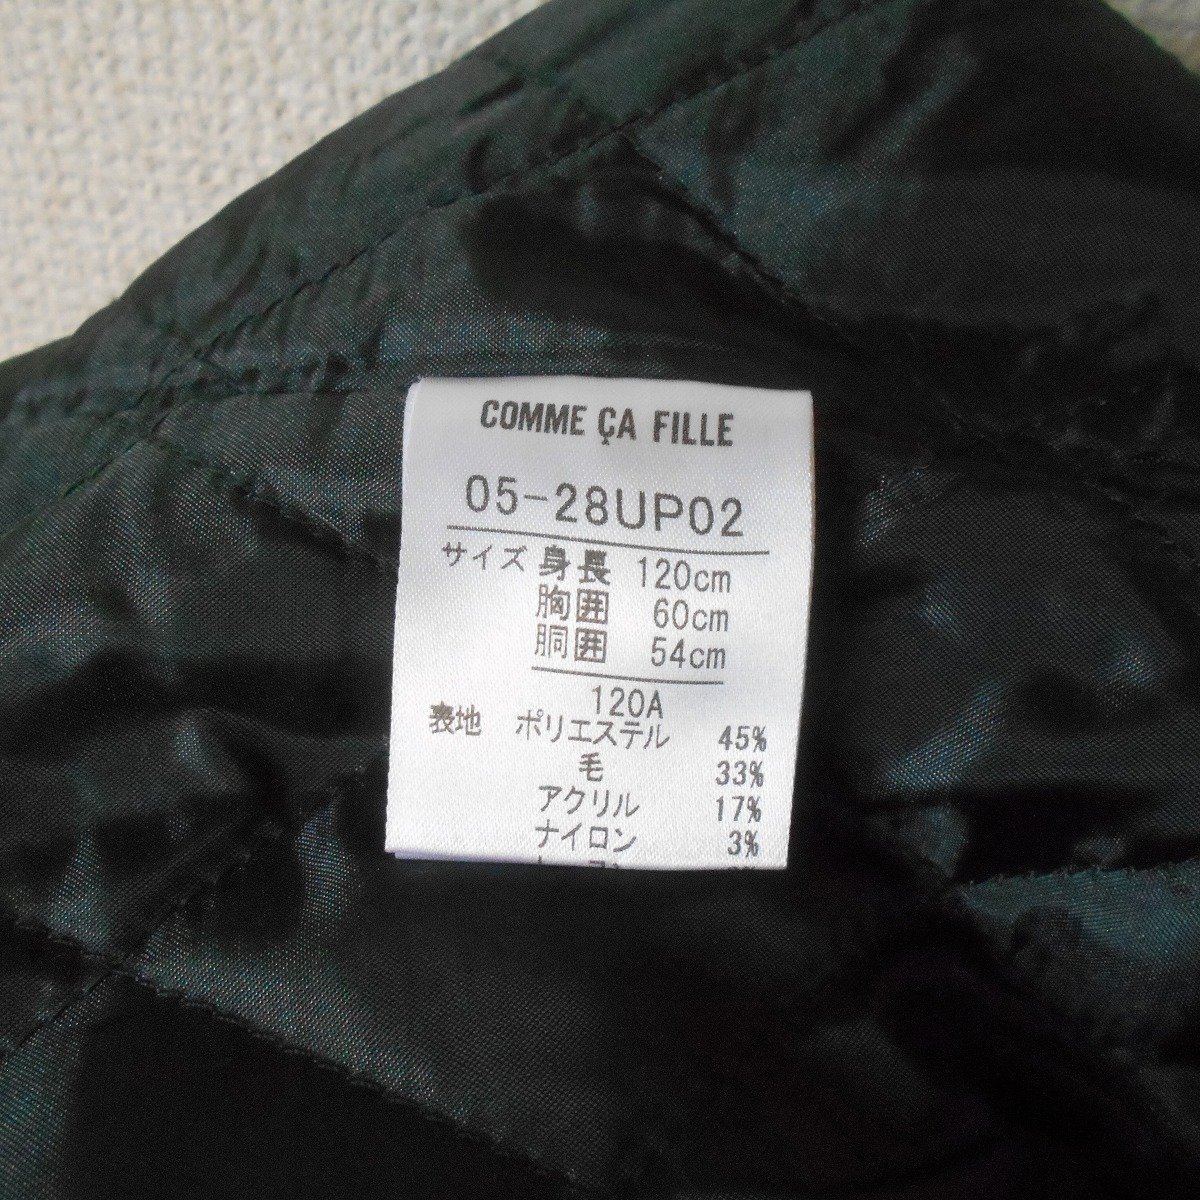 COMME ÇA FILLE
05-28UP02
サイズ 身長 120cm
胸囲 60cm
胴囲 54cm
120A
表地 ポリエステル 45%
毛 33%
アクリル 17%
ナイロン 3%